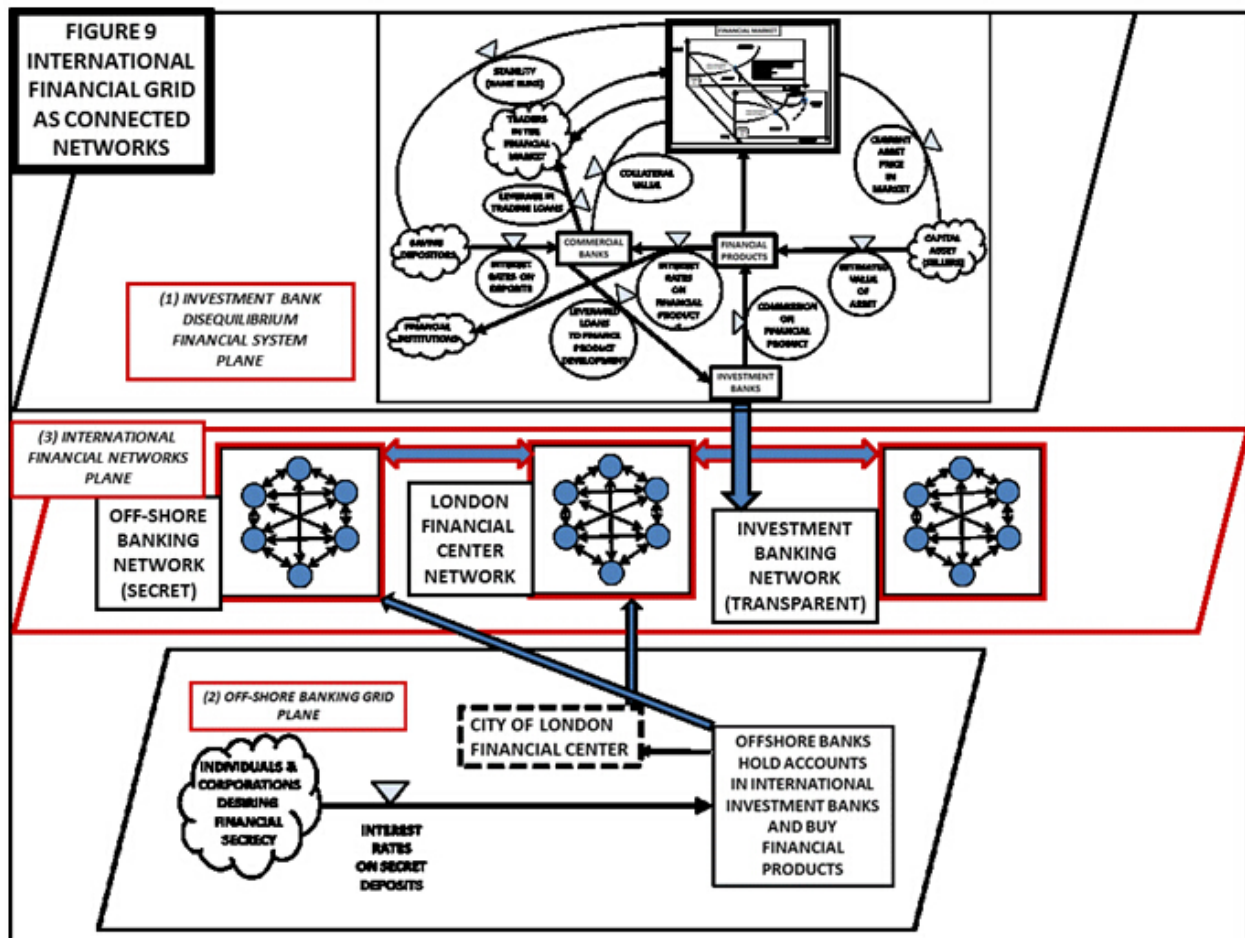 FIGURE 9
INTERNATIONAL
FINANCIAL GRID
AS CONNECTED
NETWORKS
FINANCIAL MARKET
STABILITY
(BANK RUNS)
TRADERS
IN THE
FINANCIAL
MARKET
COLLATERAL
VALUE
CURRENT
ASSET
PRICE
IN
MARKET
LEVERAGE IN
TRADING LOANS
SAVING
DEPOSITORS
COMMERCIAL
BANKS
FINANCIAL
PRODUCTS
CAPITAL
ASSET
(SELLERS)
INTEREST
RATES ON
DEPOSITS
INTEREST
RATES
ON
FINANCIAL
PRODUCT
ESTIMATED
VALUE
OF
ASSET
FINANCIAL
INSTITUTIONS
LEVERAGED
LOANS
TO FINANCE
PRODUCT
DEVELOPMENT
COMMISSION
ON
FINANCIAL
PRODUCT
INVESTMENT
BANKS
(1) INVESTMENT BANK
DISEQUILIBRIUM
FINANCIAL SYSTEM
PLANE
(3) INTERNATIONAL
FINANCIAL NETWORKS
PLANE
OFF-SHORE
BANKING
NETWORK
(SECRET)
LONDON
FINANCIAL
CENTER
NETWORK
INVESTMENT
BANKING
NETWORK
(TRANSPARENT)
(2) OFF-SHORE BANKING GRID
PLANE
CITY OF LONDON
FINANCIAL CENTER
INDIVIDUALS &
CORPORATIONS
DESIRING
FINANCIAL
SECRECY
INTEREST
RATES
ON SECRET
DEPOSITS
OFFSHORE BANKS
HOLD ACCOUNTS
IN INTERNATIONAL
INVESTMENT BANKS
AND BUY
FINANCIAL
PRODUCTS